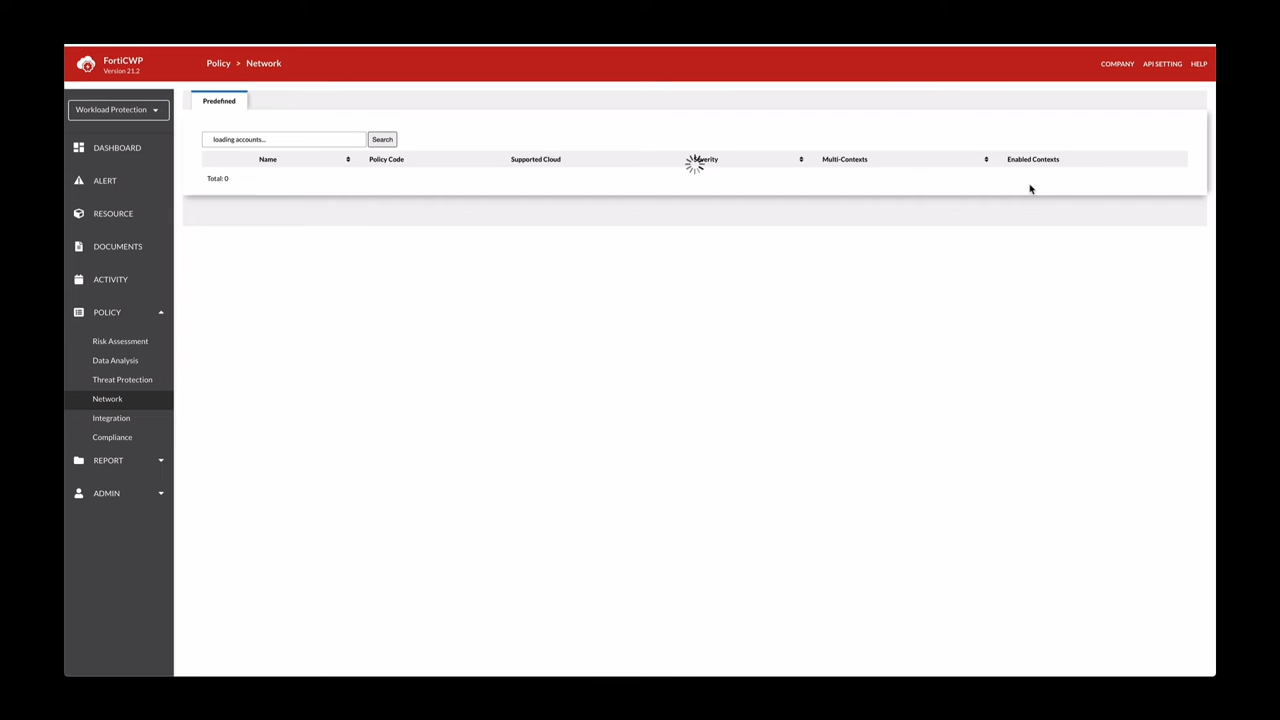 FortiCWP
Version 21.2
Policy > Network
COMPANY API SETTING HELP
Workload Protection
Predefined
DASHBOARD
ALERT
RESOURCE
DOCUMENTS
ACTIVITY
POLICY
Risk Assessment
Data Analysis
Threat Protection
Network
Integration
Compliance
REPORT
ADMIN
loading accounts...
Search
Name Policy Code Supported Cloud Severity Multi-Contexts Enabled Contexts
Total: 0